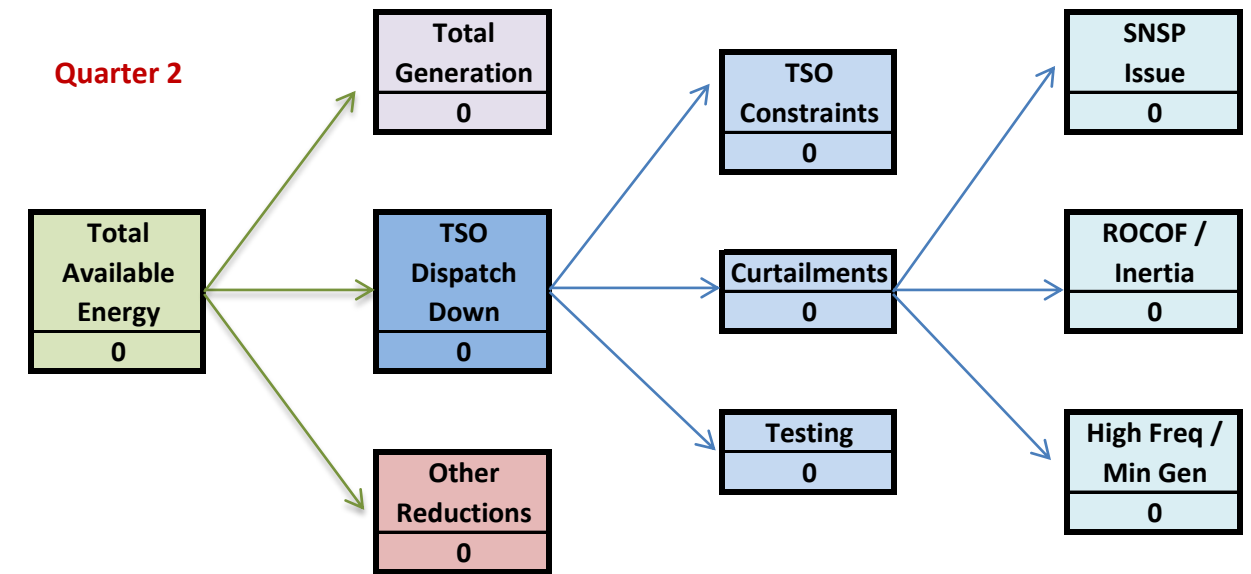 Quarter 2
Total
Available
Energy
0
Total
Generation
0
TSO
Dispatch
Down
0
Other
Reductions
0
TSO
Constraints
0
Curtailments
0
Testing
0
SNSP
Issue
0
ROCOF /
Inertia
0
High Freq /
Min Gen
0